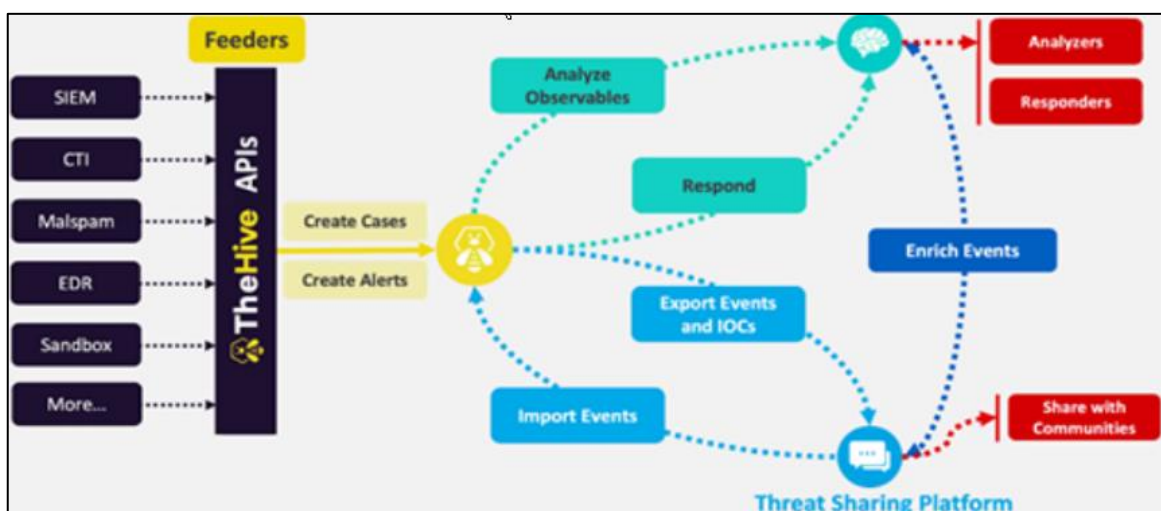 Feeders
SIEM
CTI
Malspam
EDR
Sandbox
More...
TheHive APIs
Create Cases
Create Alerts
Analyze
Observables
Respond
Export Events
and IOCs
Import Events
Analyzers
Responders
Enrich Events
Share with
Communities
Threat Sharing Platform